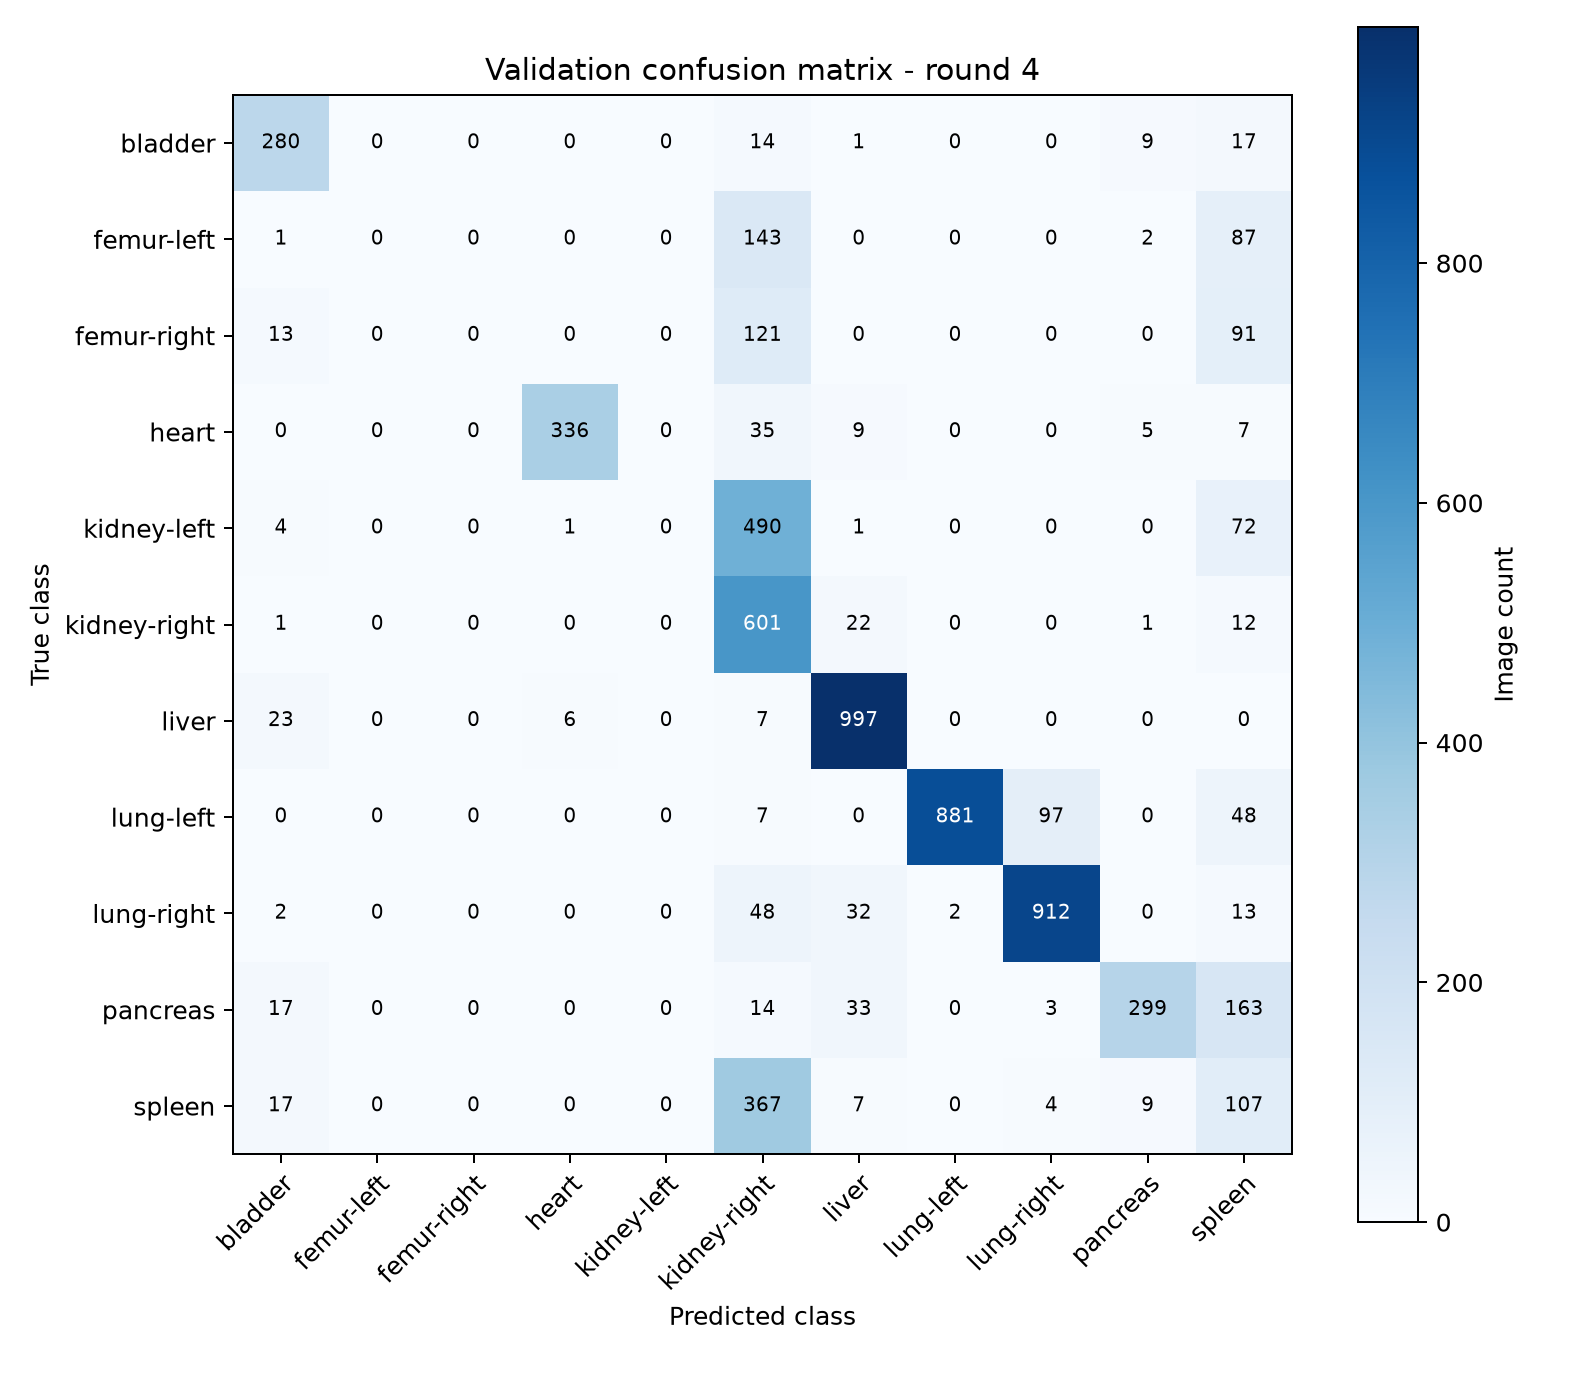 Validation confusion matrix - round 4
bladder 280 0 0 0 0 14 1 0 0 9 17
femur-left 1 0 0 0 0 143 0 0 0 2 87
femur-right 13 0 0 0 0 121 0 0 0 0 91
heart 0 0 0 336 0 35 9 0 0 5 7
kidney-left 4 0 0 1 0 490 1 0 0 0 72
kidney-right 1 0 0 0 0 601 22 0 0 1 12
liver 23 0 0 6 0 7 997 0 0 0 0
lung-left 0 0 0 0 0 7 0 881 97 0 48
lung-right 2 0 0 0 0 48 32 2 912 0 13
pancreas 17 0 0 0 0 14 33 0 3 299 163
spleen 17 0 0 0 0 367 7 0 4 9 107
bladder femur-left femur-right heart kidney-left kidney-right liver lung-left lung-right pancreas spleen
Predicted class
True class
800
600
400
200
0
Image count